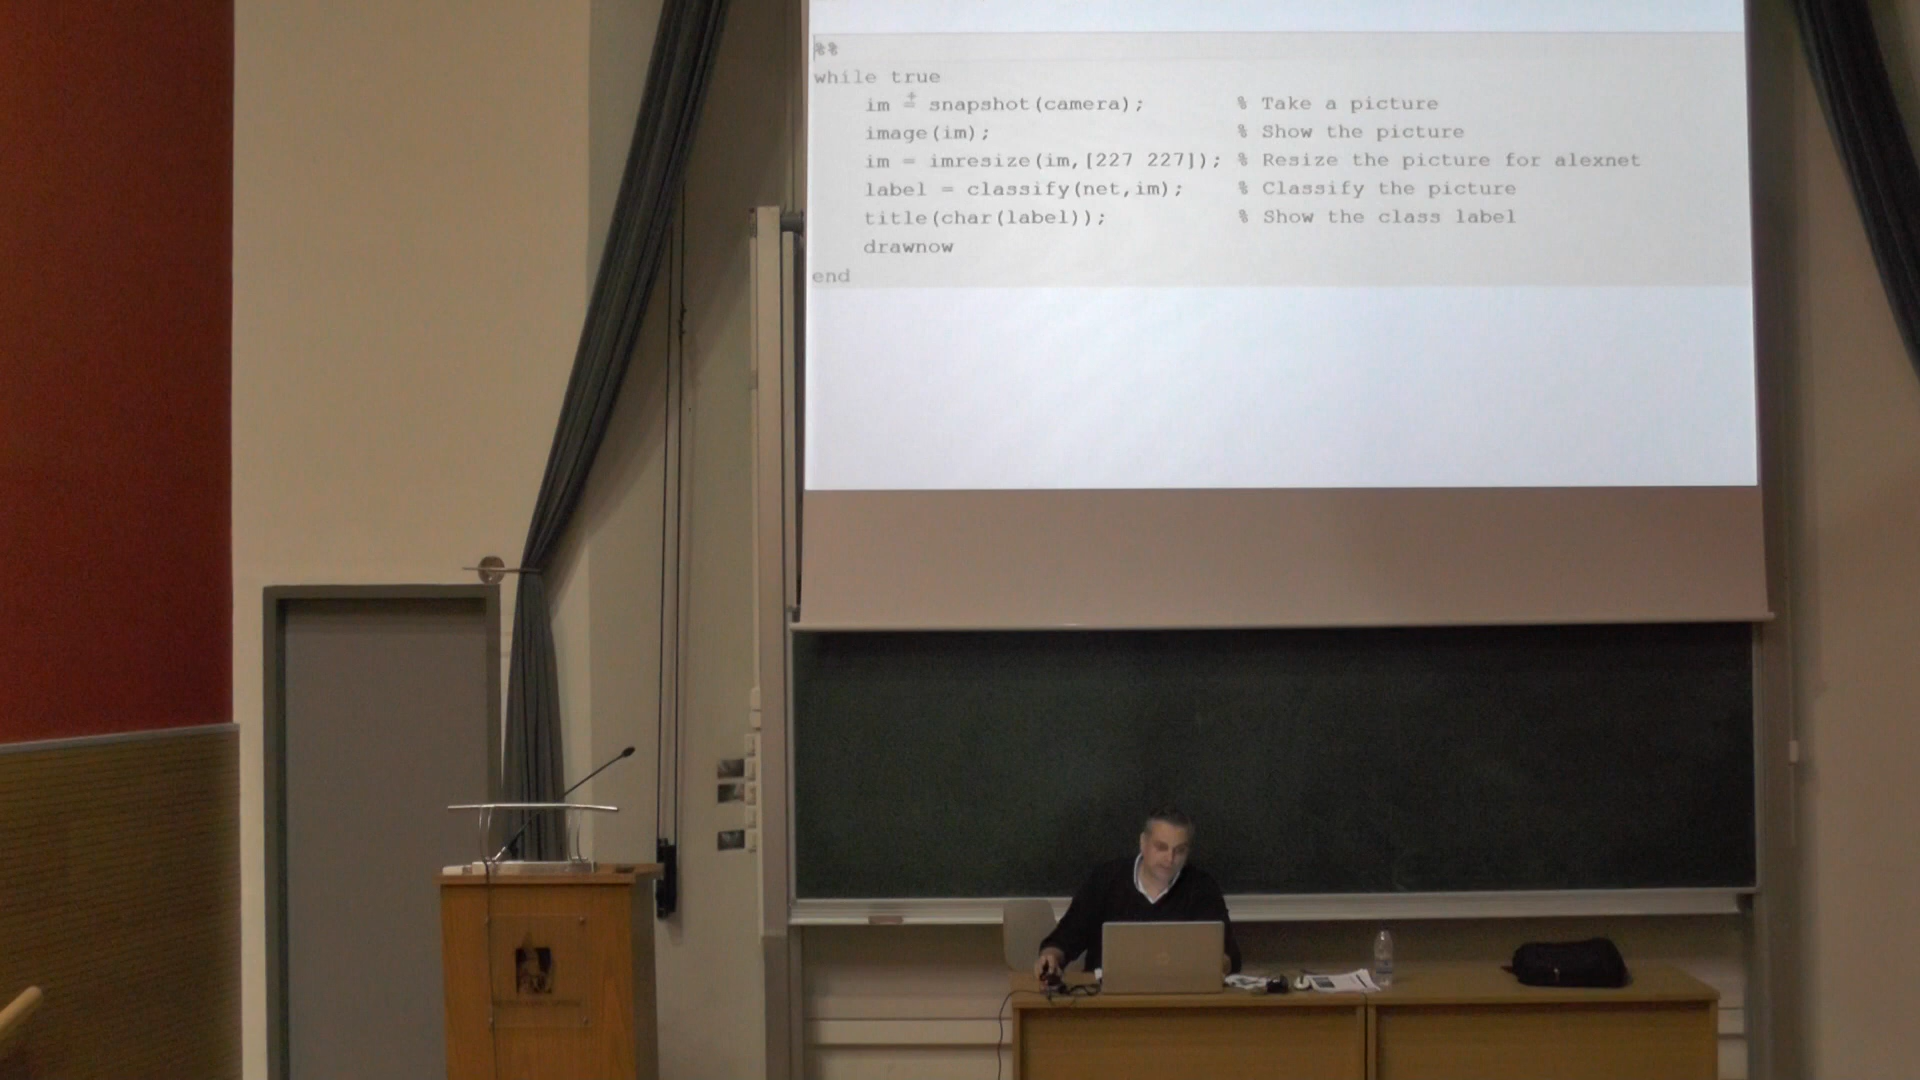 %%
while true
im = snapshot(camera); % Take a picture
image(im); % Show the picture
im = imresize(im,[227 227]); % Resize the picture for alexnet
label = classify(net,im); % Classify the picture
title(char(label)); % Show the class label
drawnow
end